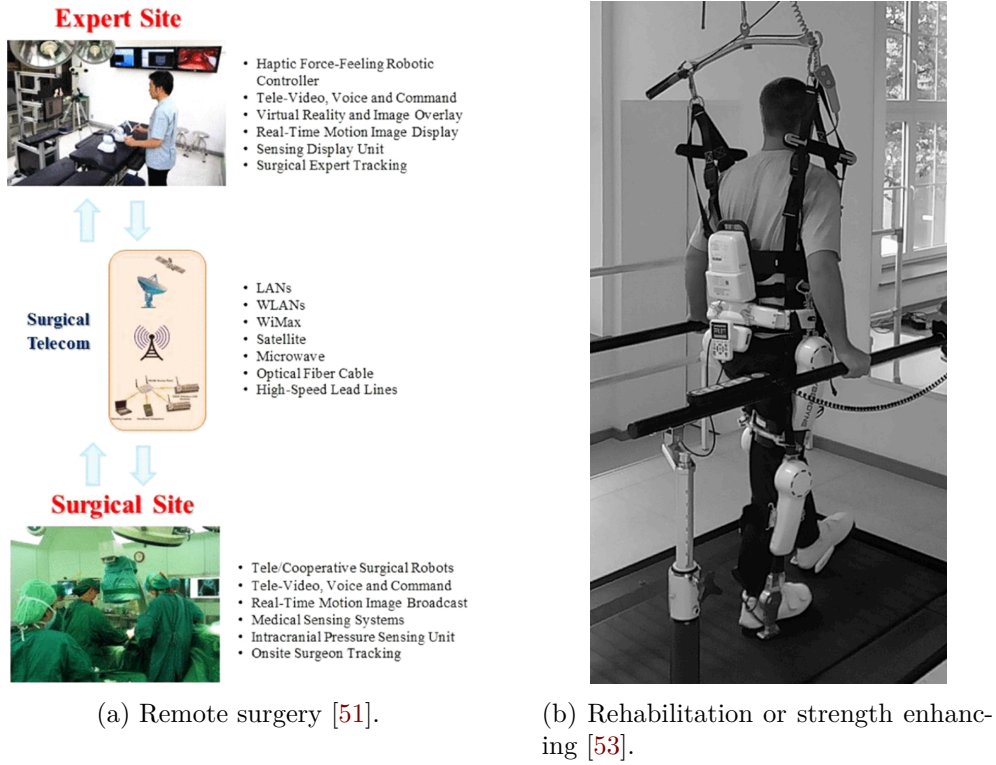 Expert Site
• Haptic Force-Feeling Robotic
Controller
• Tele-Video, Voice and Command
• Virtual Reality and Image Overlay
• Real-Time Motion Image Display
• Sensing Display Unit
• Surgical Expert Tracking
Surgical
Telecom
• LANs
• WLANs
• WiMax
• Satellite
• Microwave
• Optical Fiber Cable
• High-Speed Lead Lines
Surgical Site
• Tele/Cooperative Surgical Robots
• Tele-Video, Voice and Command
• Real-Time Motion Image Broadcast
• Medical Sensing Systems
• Intracranial Pressure Sensing Unit
• Onsite Surgeon Tracking
(a) Remote surgery [51].
(b) Rehabilitation or strength enhanc-
ing [53].